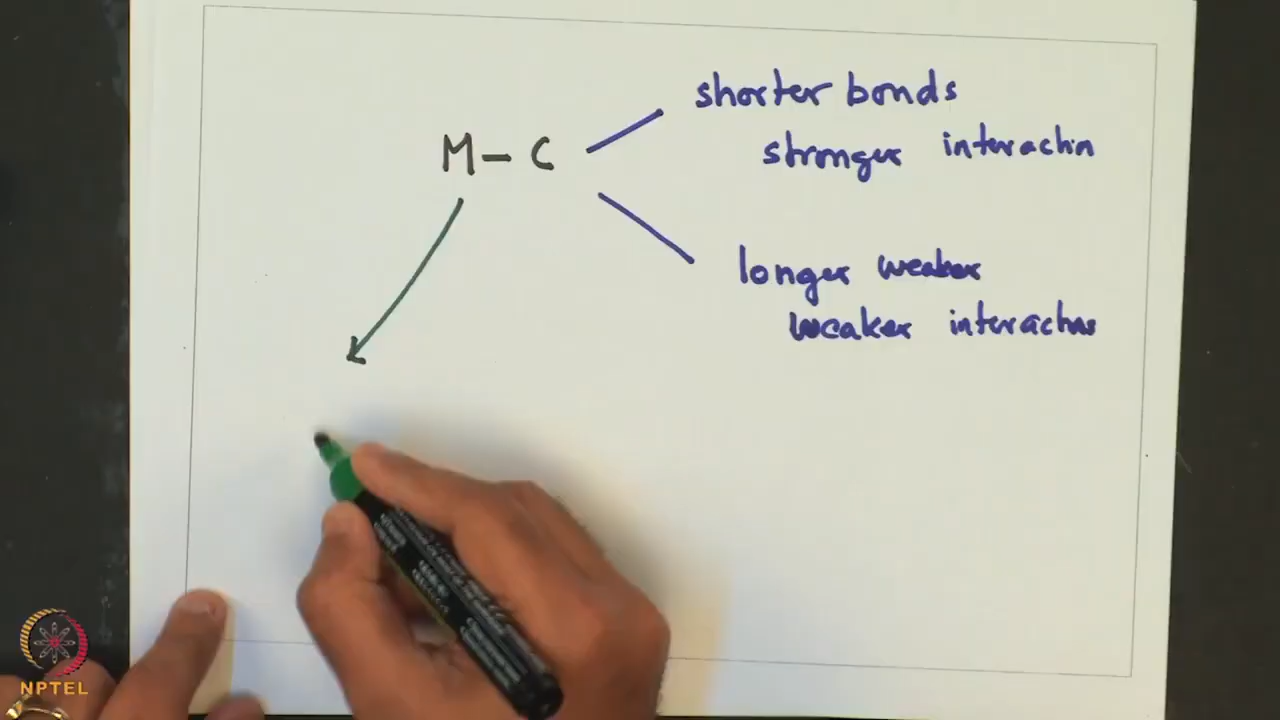 shorter bonds
M – C
stronger interactin
longer weaker
weaker interactns
NPTEL